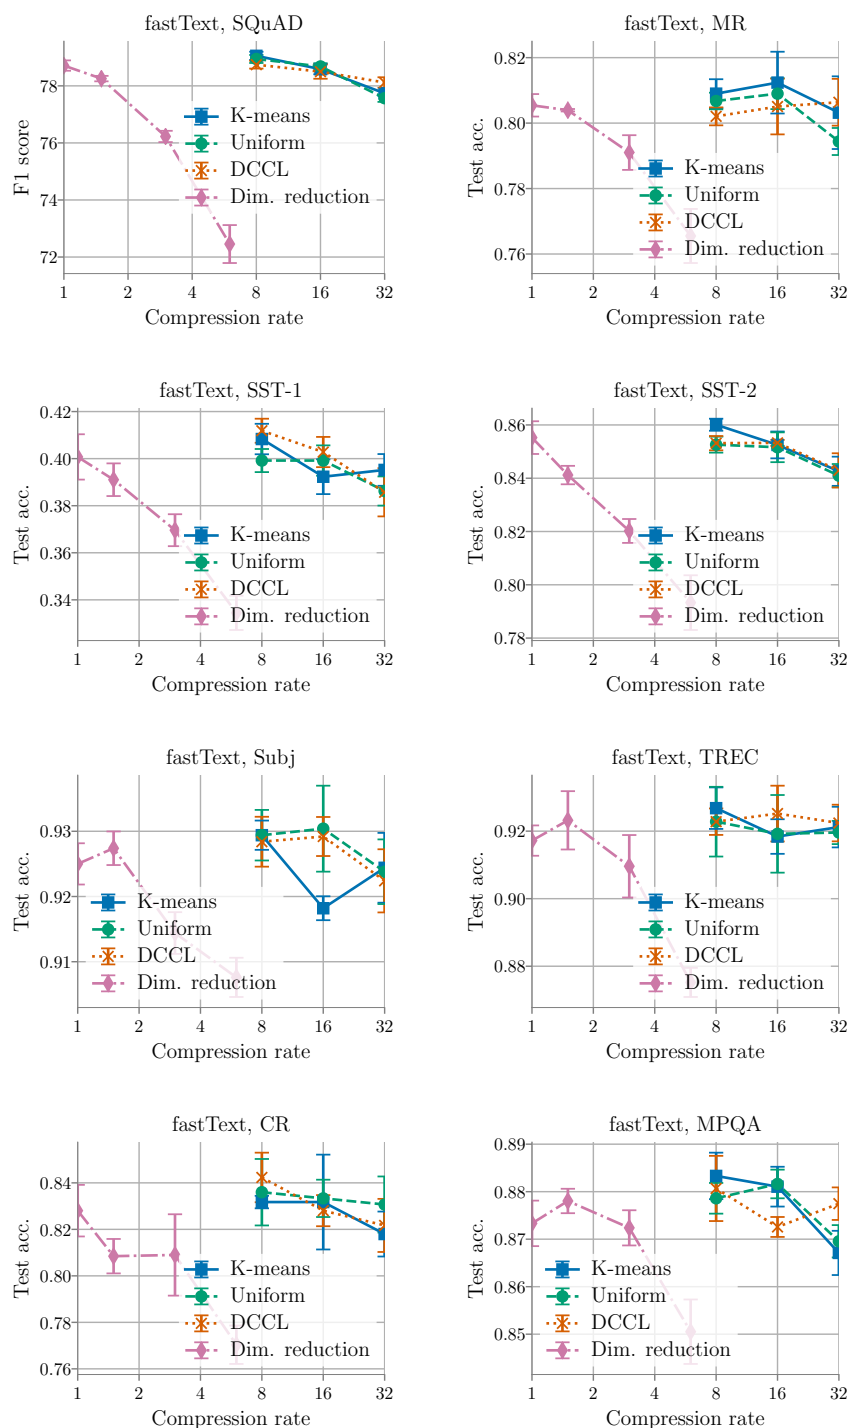 fastText, SQuAD
F1 score
78
76
74
72
K-means
Uniform
DCCL
Dim. reduction
1 2 4 8 16 32
Compression rate
fastText, MR
Test acc.
0.82
0.80
0.78
0.76
K-means
Uniform
DCCL
Dim. reduction
1 2 4 8 16 32
Compression rate
fastText, SST-1
Test acc.
0.42
0.40
0.38
0.36
0.34
K-means
Uniform
DCCL
Dim. reduction
1 2 4 8 16 32
Compression rate
fastText, SST-2
Test acc.
0.86
0.84
0.82
0.80
0.78
K-means
Uniform
DCCL
Dim. reduction
1 2 4 8 16 32
Compression rate
fastText, Subj
Test acc.
0.93
0.92
0.91
K-means
Uniform
DCCL
Dim. reduction
1 2 4 8 16 32
Compression rate
fastText, TREC
Test acc.
0.92
0.90
0.88
K-means
Uniform
DCCL
Dim. reduction
1 2 4 8 16 32
Compression rate
fastText, CR
Test acc.
0.84
0.82
0.80
0.78
0.76
K-means
Uniform
DCCL
Dim. reduction
1 2 4 8 16 32
Compression rate
fastText, MPQA
Test acc.
0.89
0.88
0.87
0.86
0.85
K-means
Uniform
DCCL
Dim. reduction
1 2 4 8 16 32
Compression rate